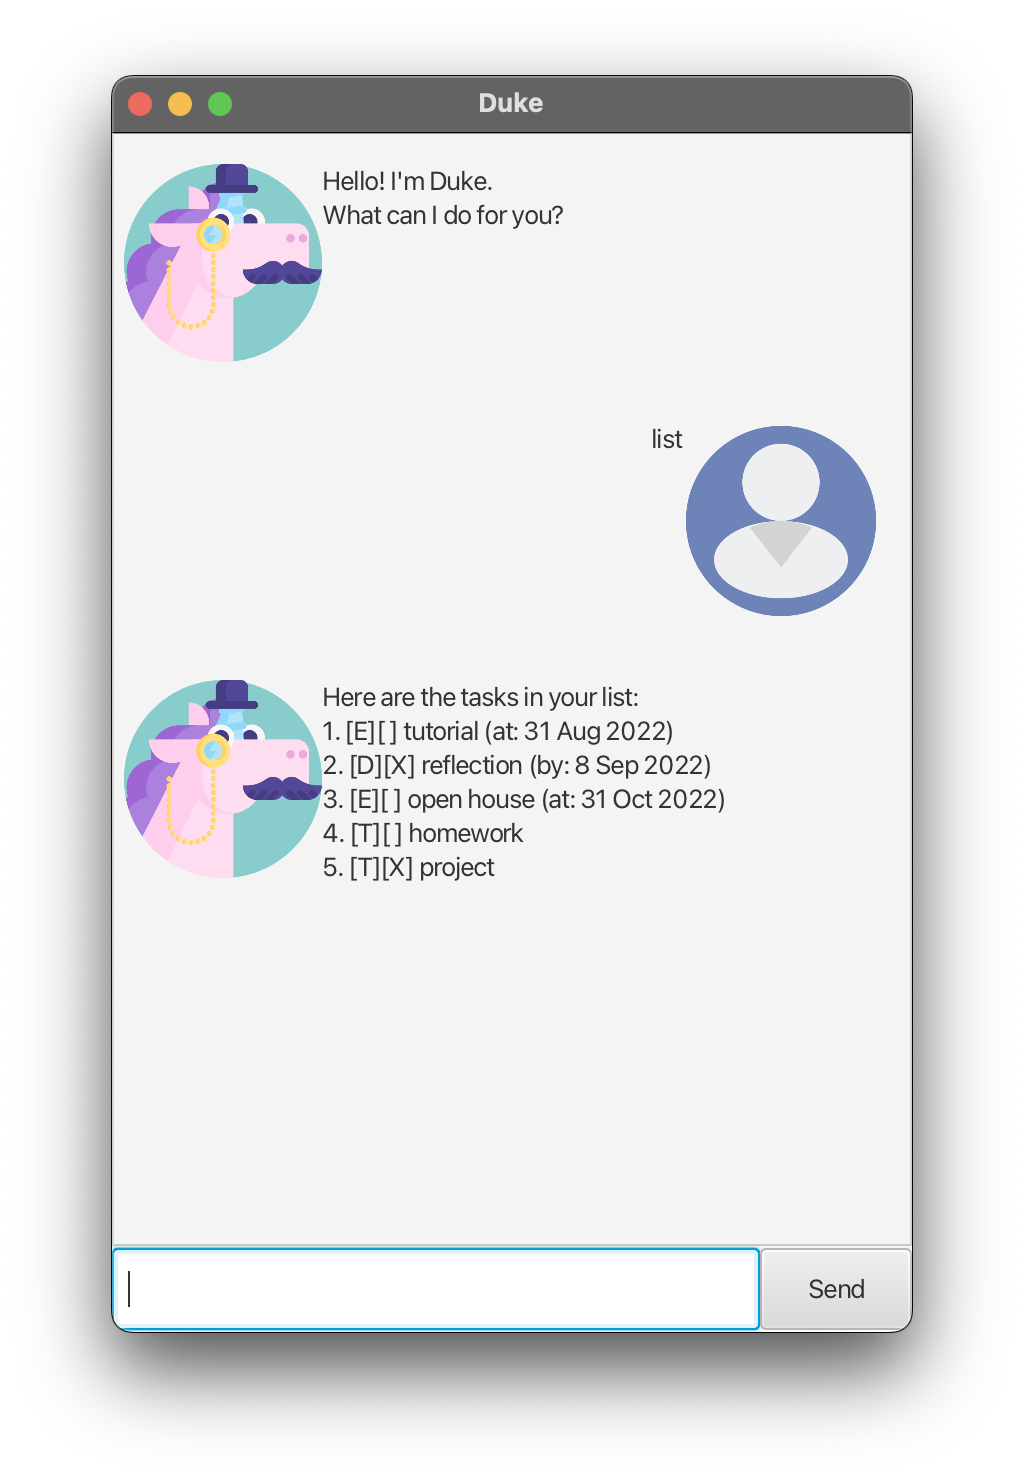 Duke
Hello! I'm Duke.
What can I do for you?
list
Here are the tasks in your list:
1. [E][ ] tutorial (at: 31 Aug 2022)
2. [D][X] reflection (by: 8 Sep 2022)
3. [E][ ] open house (at: 31 Oct 2022)
4. [T][ ] homework
5. [T][X] project
Send